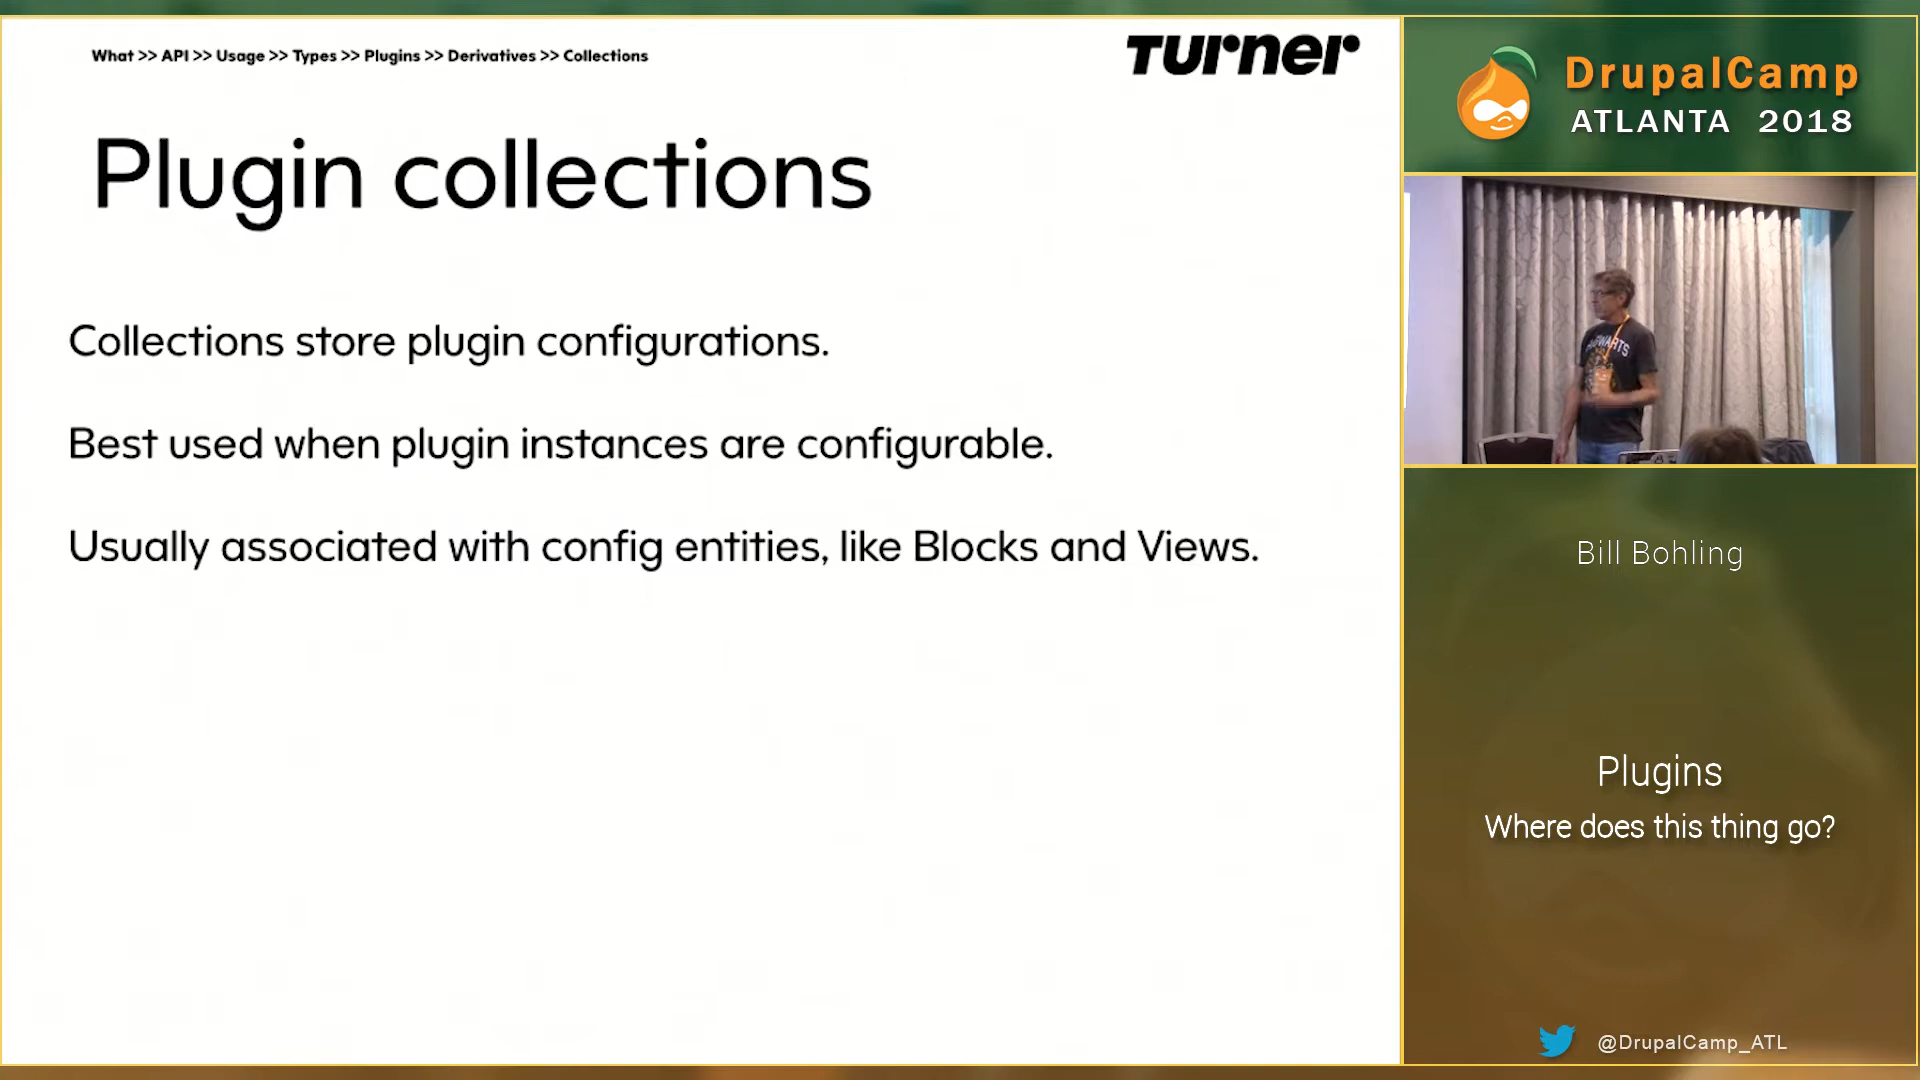 What >> API >> Usage >> Types >> Plugins >> Derivatives >> Collections
Turner
Plugin collections
Collections store plugin configurations.
Best used when plugin instances are configurable.
Usually associated with config entities, like Blocks and Views.
DrupalCamp
ATLANTA 2018
HOGWARTS
Bill Bohling
Plugins
Where does this thing go?
@DrupalCamp_ATL